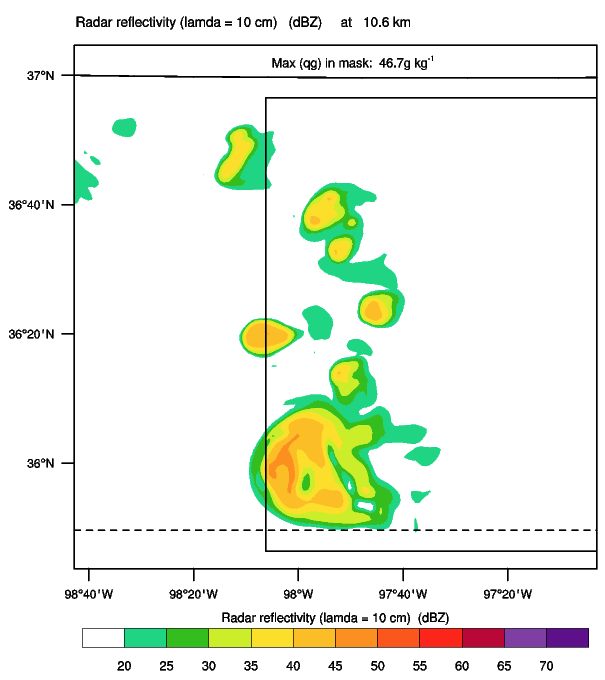 Radar reflectivity (lamda = 10 cm) (dBZ) at 10.6 km
Max (qg) in mask: 46.7g kg⁻¹
37°N
36°40'N
36°20'N
36°N
98°40'W 98°20'W 98°W 97°40'W 97°20'W
Radar reflectivity (lamda = 10 cm) (dBZ)
20 25 30 35 40 45 50 55 60 65 70